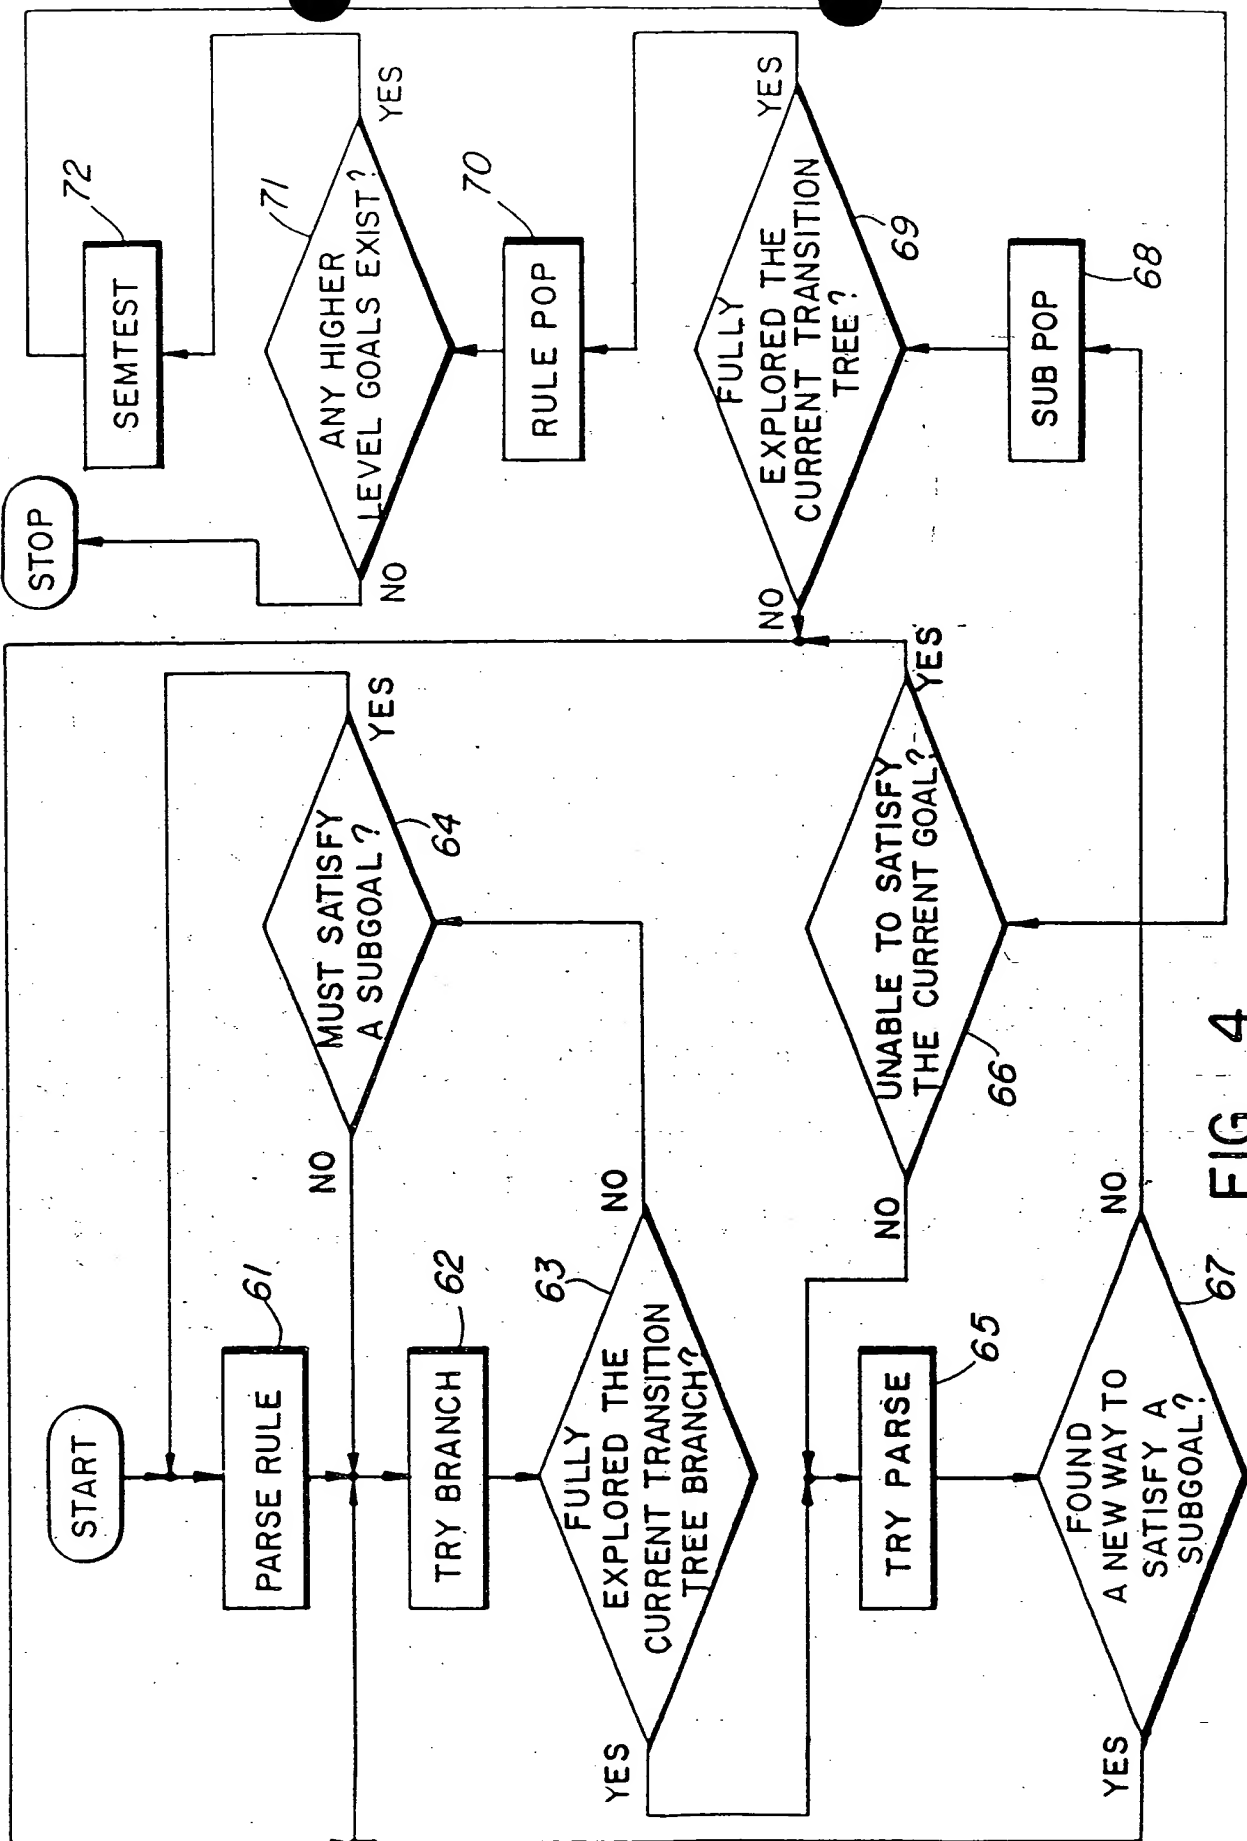 START
61
PARSE RULE
62
TRY BRANCH
63
FULLY
EXPLORED THE
CURRENT TRANSITION
TREE BRANCH?
YES
NO
MUST SATISFY
A SUBGOAL?
64
NO
YES
TRY PARSE
65
FOUND
A NEW WAY TO
SATISFY A
SUBGOAL?
67
YES
NO
UNABLE TO SATISFY
THE CURRENT GOAL?
66
NO
YES
STOP
SEMTEST
72
ANY HIGHER
LEVEL GOALS EXIST?
71
NO
YES
RULE POP
70
FULLY
EXPLORED THE
CURRENT TRANSITION
TREE?
69
NO
YES
SUB POP
68
FIG 4